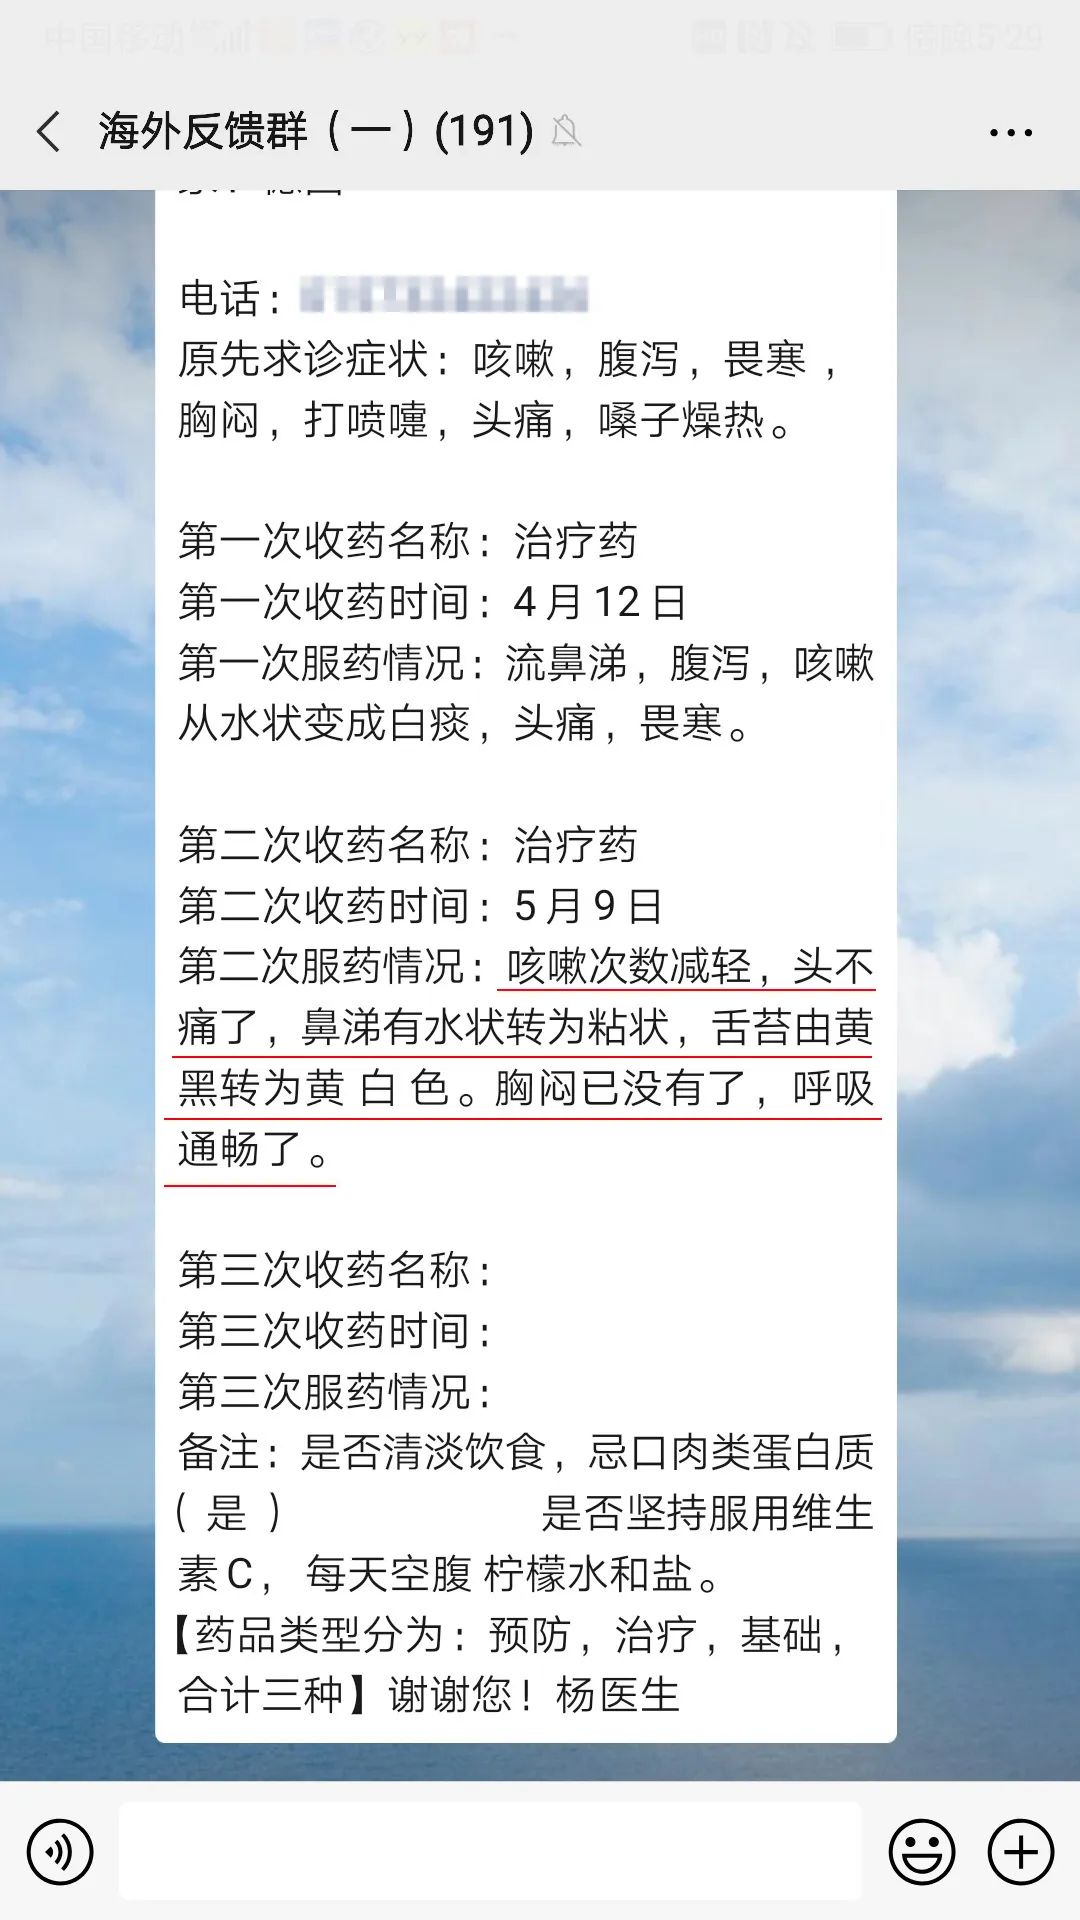 海外反馈群（一）(191)
电话：
原先求诊症状：咳嗽，腹泻，畏寒，
胸闷，打喷嚏，头痛，嗓子燥热。
第一次收药名称：治疗药
第一次收药时间：4月12日
第一次服药情况：流鼻涕，腹泻，咳嗽
从水状变成白痰，头痛，畏寒。
第二次收药名称：治疗药
第二次收药时间：5月9日
第二次服药情况：咳嗽次数减轻，头不
痛了，鼻涕有水状转为粘状，舌苔由黄
黑转为黄 白 色。胸闷已没有了，呼吸
通畅了。
第三次收药名称：
第三次收药时间：
第三次服药情况：
备注：是否清淡饮食，忌口肉类蛋白质
（ 是 ） 是否坚持服用维生
素C， 每天空腹 柠檬水和盐。
【药品类型分为：预防，治疗，基础，
合计三种】谢谢您！杨医生